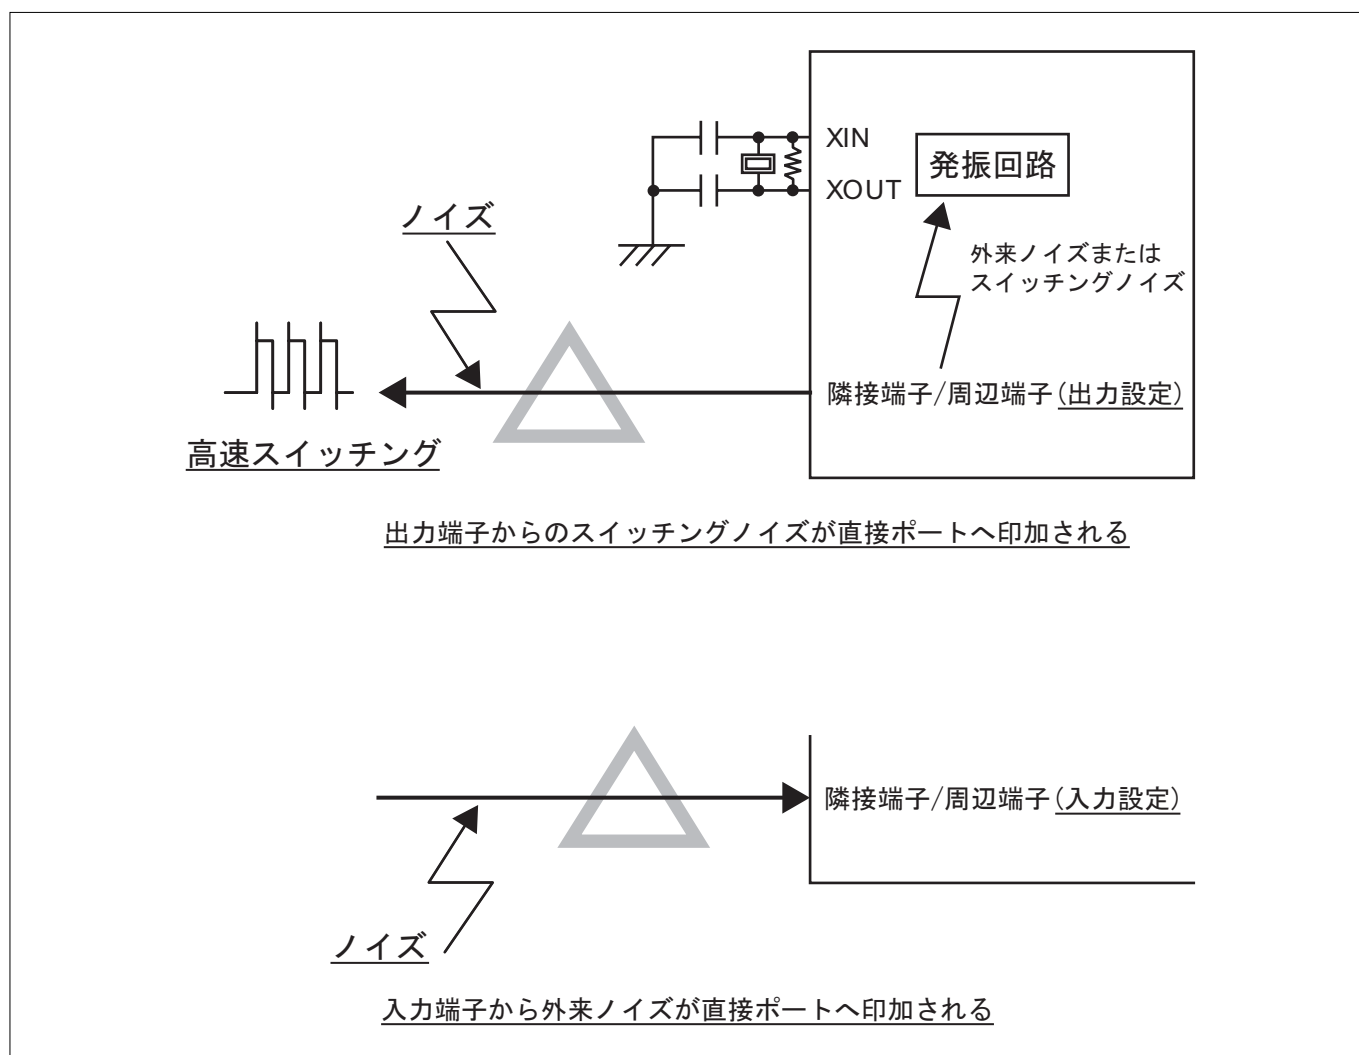 XIN
発振回路
XOUT
ノイズ
外来ノイズまたは
スイッチングノイズ
隣接端子/周辺端子(出力設定)
高速スイッチング
出力端子からのスイッチングノイズが直接ポートへ印加される
隣接端子/周辺端子(入力設定)
ノイズ
入力端子から外来ノイズが直接ポートへ印加される